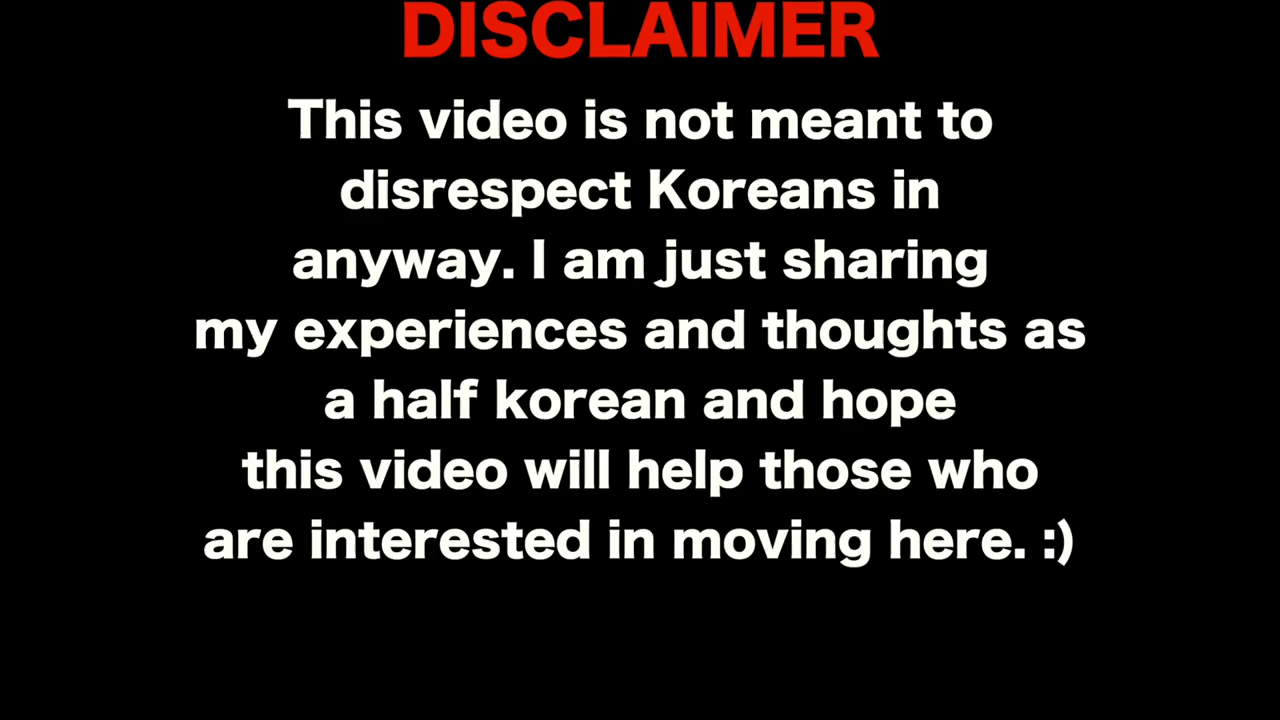 DISCLAIMER
This video is not meant to
disrespect Koreans in
anyway. I am just sharing
my experiences and thoughts as
a half korean and hope
this video will help those who
are interested in moving here. :)